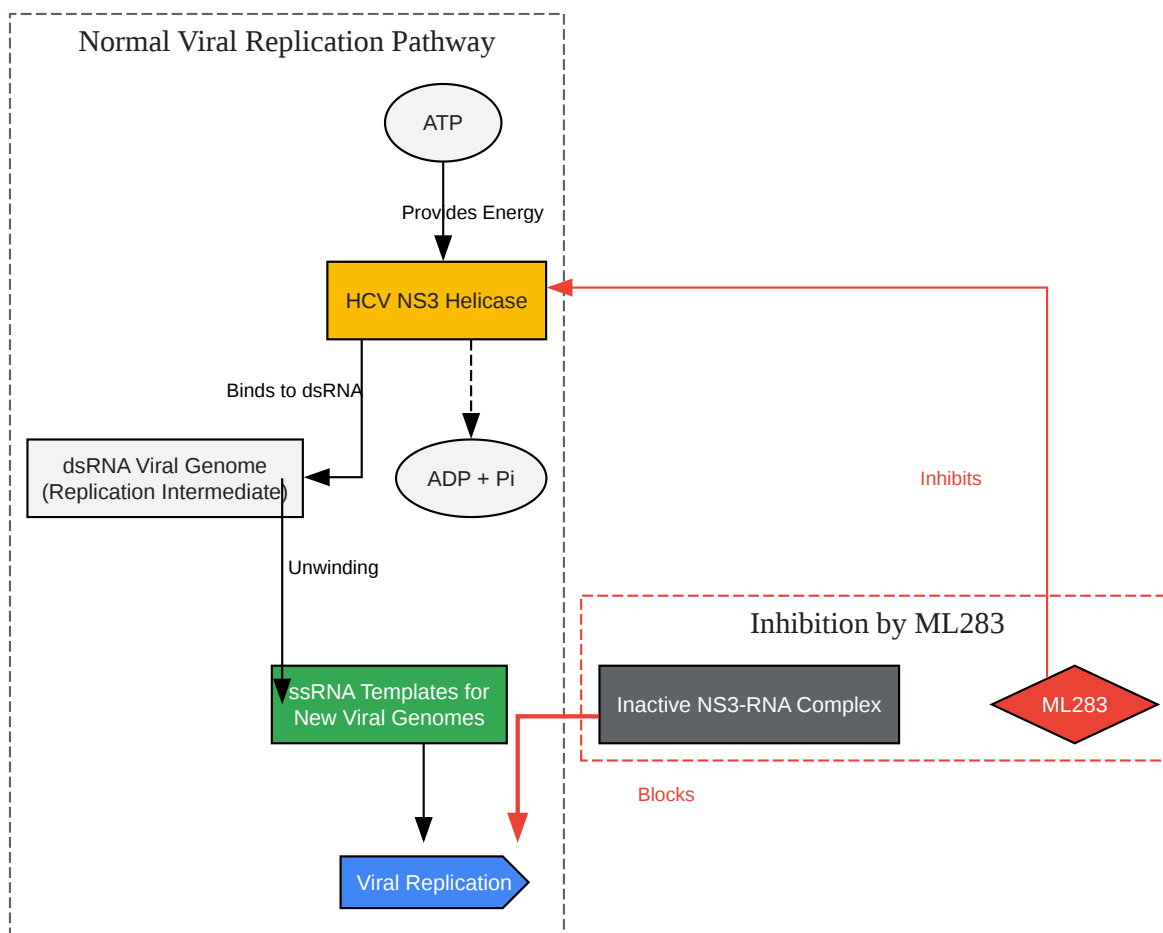 Normal Viral Replication Pathway
ATP
Provides Energy
HCV NS3 Helicase
Binds to dsRNA
dsRNA Viral Genome
(Replication Intermediate)
ADP + Pi
Inhibits
Unwinding
Inhibition by ML283
ssRNA Templates for
New Viral Genomes
Inactive NS3-RNA Complex
ML283
Blocks
Viral Replication